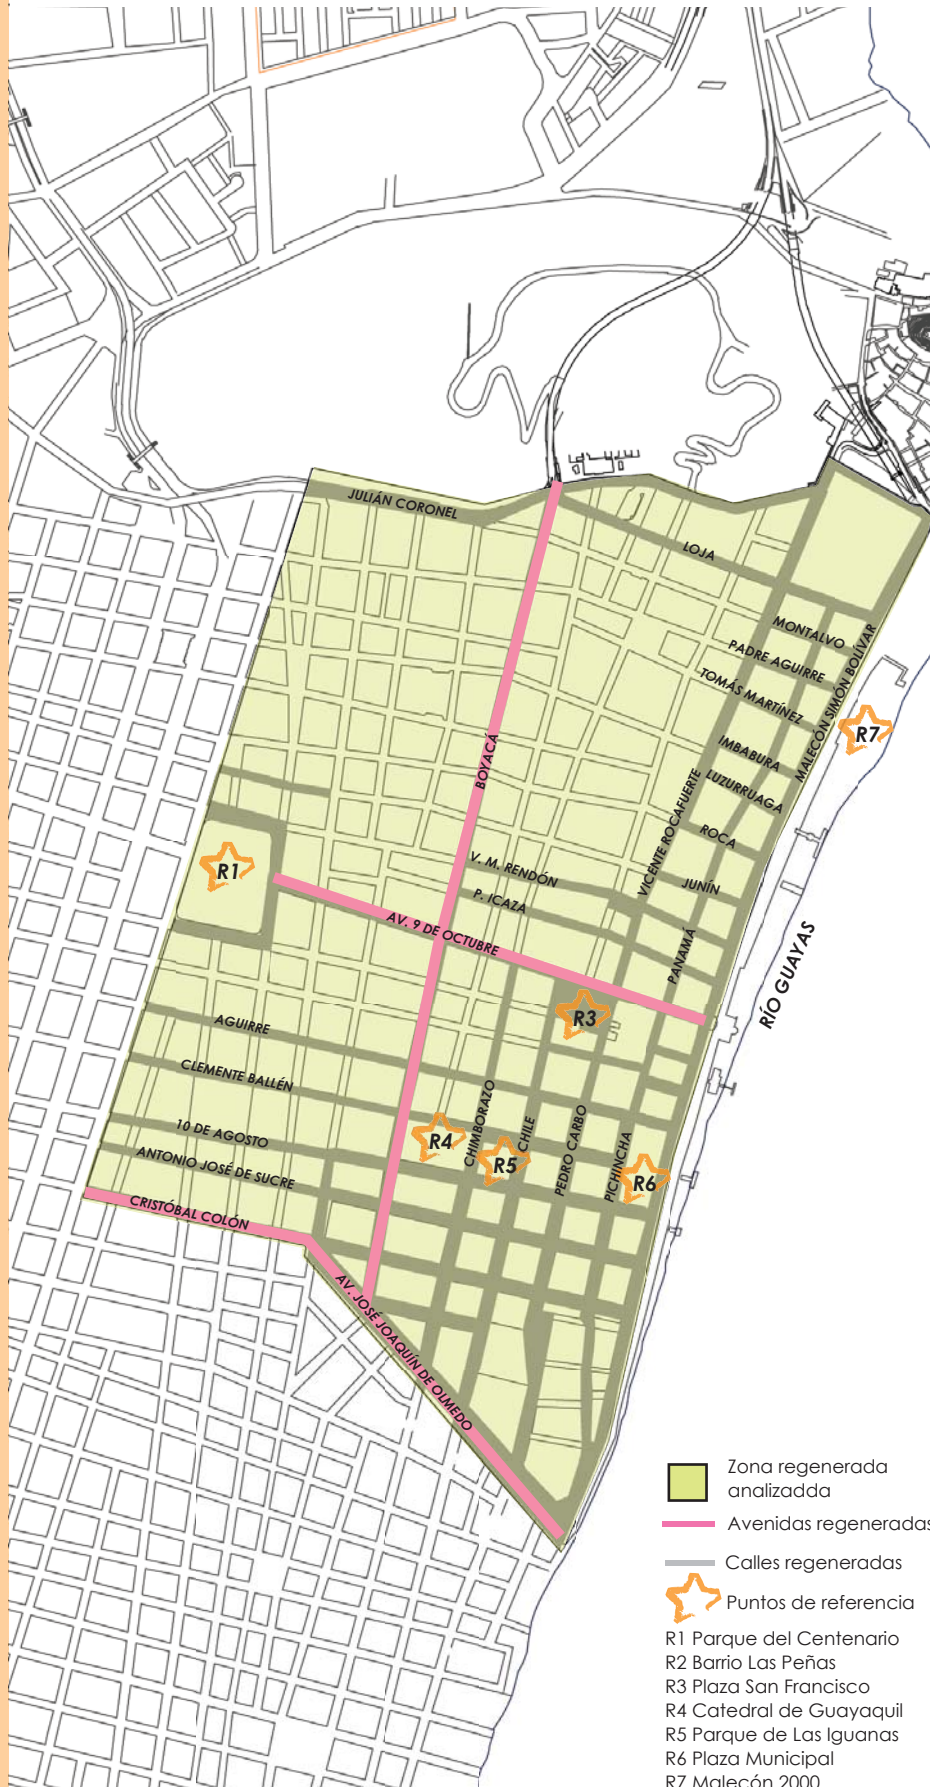 JULIÁN CORONEL
LOJA
MONTALVO
PADRE AGUIRRE
TOMÁS MARTÍNEZ
MALECÓN SIMÓN BOLÍVAR
R7
IMBABURA
BOYACÁ
LUZURRUAGA
VICENTE ROCAFUERTE
ROCA
R1
V. M. RENDÓN
JUNÍN
P. ICAZA
AV. 9 DE OCTUBRE
PANAMÁ
RÍO GUAYAS
R3
AGUIRRE
CLEMENTE BALLÉN
CHIMBORAZO
10 DE AGOSTO
R4
CHILE
PEDRO CARBO
R5
PICHINCHA
R6
ANTONIO JOSÉ DE SUCRE
CRISTÓBAL COLÓN
AV. JOSÉ JOAQUÍN DE OLMEDO
Zona regenerada
analizadda
Avenidas regeneradas
Calles regeneradas
Puntos de referencia
R1 Parque del Centenario
R2 Barrio Las Peñas
R3 Plaza San Francisco
R4 Catedral de Guayaquil
R5 Parque de Las Iguanas
R6 Plaza Municipal
R7 Malecón 2000